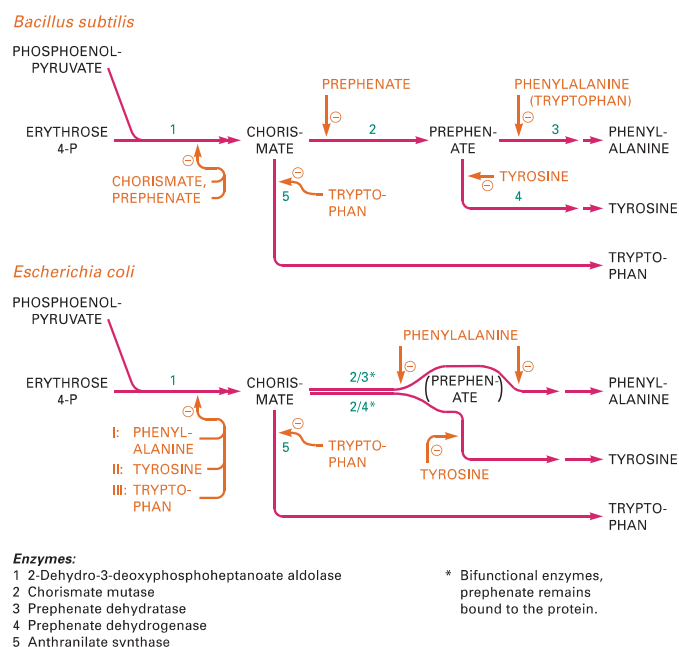 Bacillus subtilis
PHOSPHOENOL-
PYRUVATE
PREPHENATE
PHENYLALANINE
(TRYPTOPHAN)
⊖
⊖
1
2
3
ERYTHROSE
4-P
CHORIS-
MATE
PREPHEN-
ATE
PHENYL-
ALANINE
⊖
CHORISMATE,
PREPHENATE
⊖
5
TRYPTO-
PHAN
TYROSINE
⊖
4
TYROSINE
TRYPTO-
PHAN
Escherichia coli
PHOSPHOENOL-
PYRUVATE
PHENYLALANINE
⊖
⊖
1
2/3*
2/4*
ERYTHROSE
4-P
CHORIS-
MATE
(PREPHEN-
ATE)
PHENYL-
ALANINE
⊖
I: PHENYL-
ALANINE
II: TYROSINE
III: TRYPTO-
PHAN
⊖
5
TRYPTO-
PHAN
⊖
TYROSINE
TYROSINE
TRYPTO-
PHAN
Enzymes:
1 2-Dehydro-3-deoxyphosphoheptanoate aldolase
2 Chorismate mutase
3 Prephenate dehydratase
4 Prephenate dehydrogenase
5 Anthranilate synthase
* Bifunctional enzymes,
prephenate remains
bound to the protein.